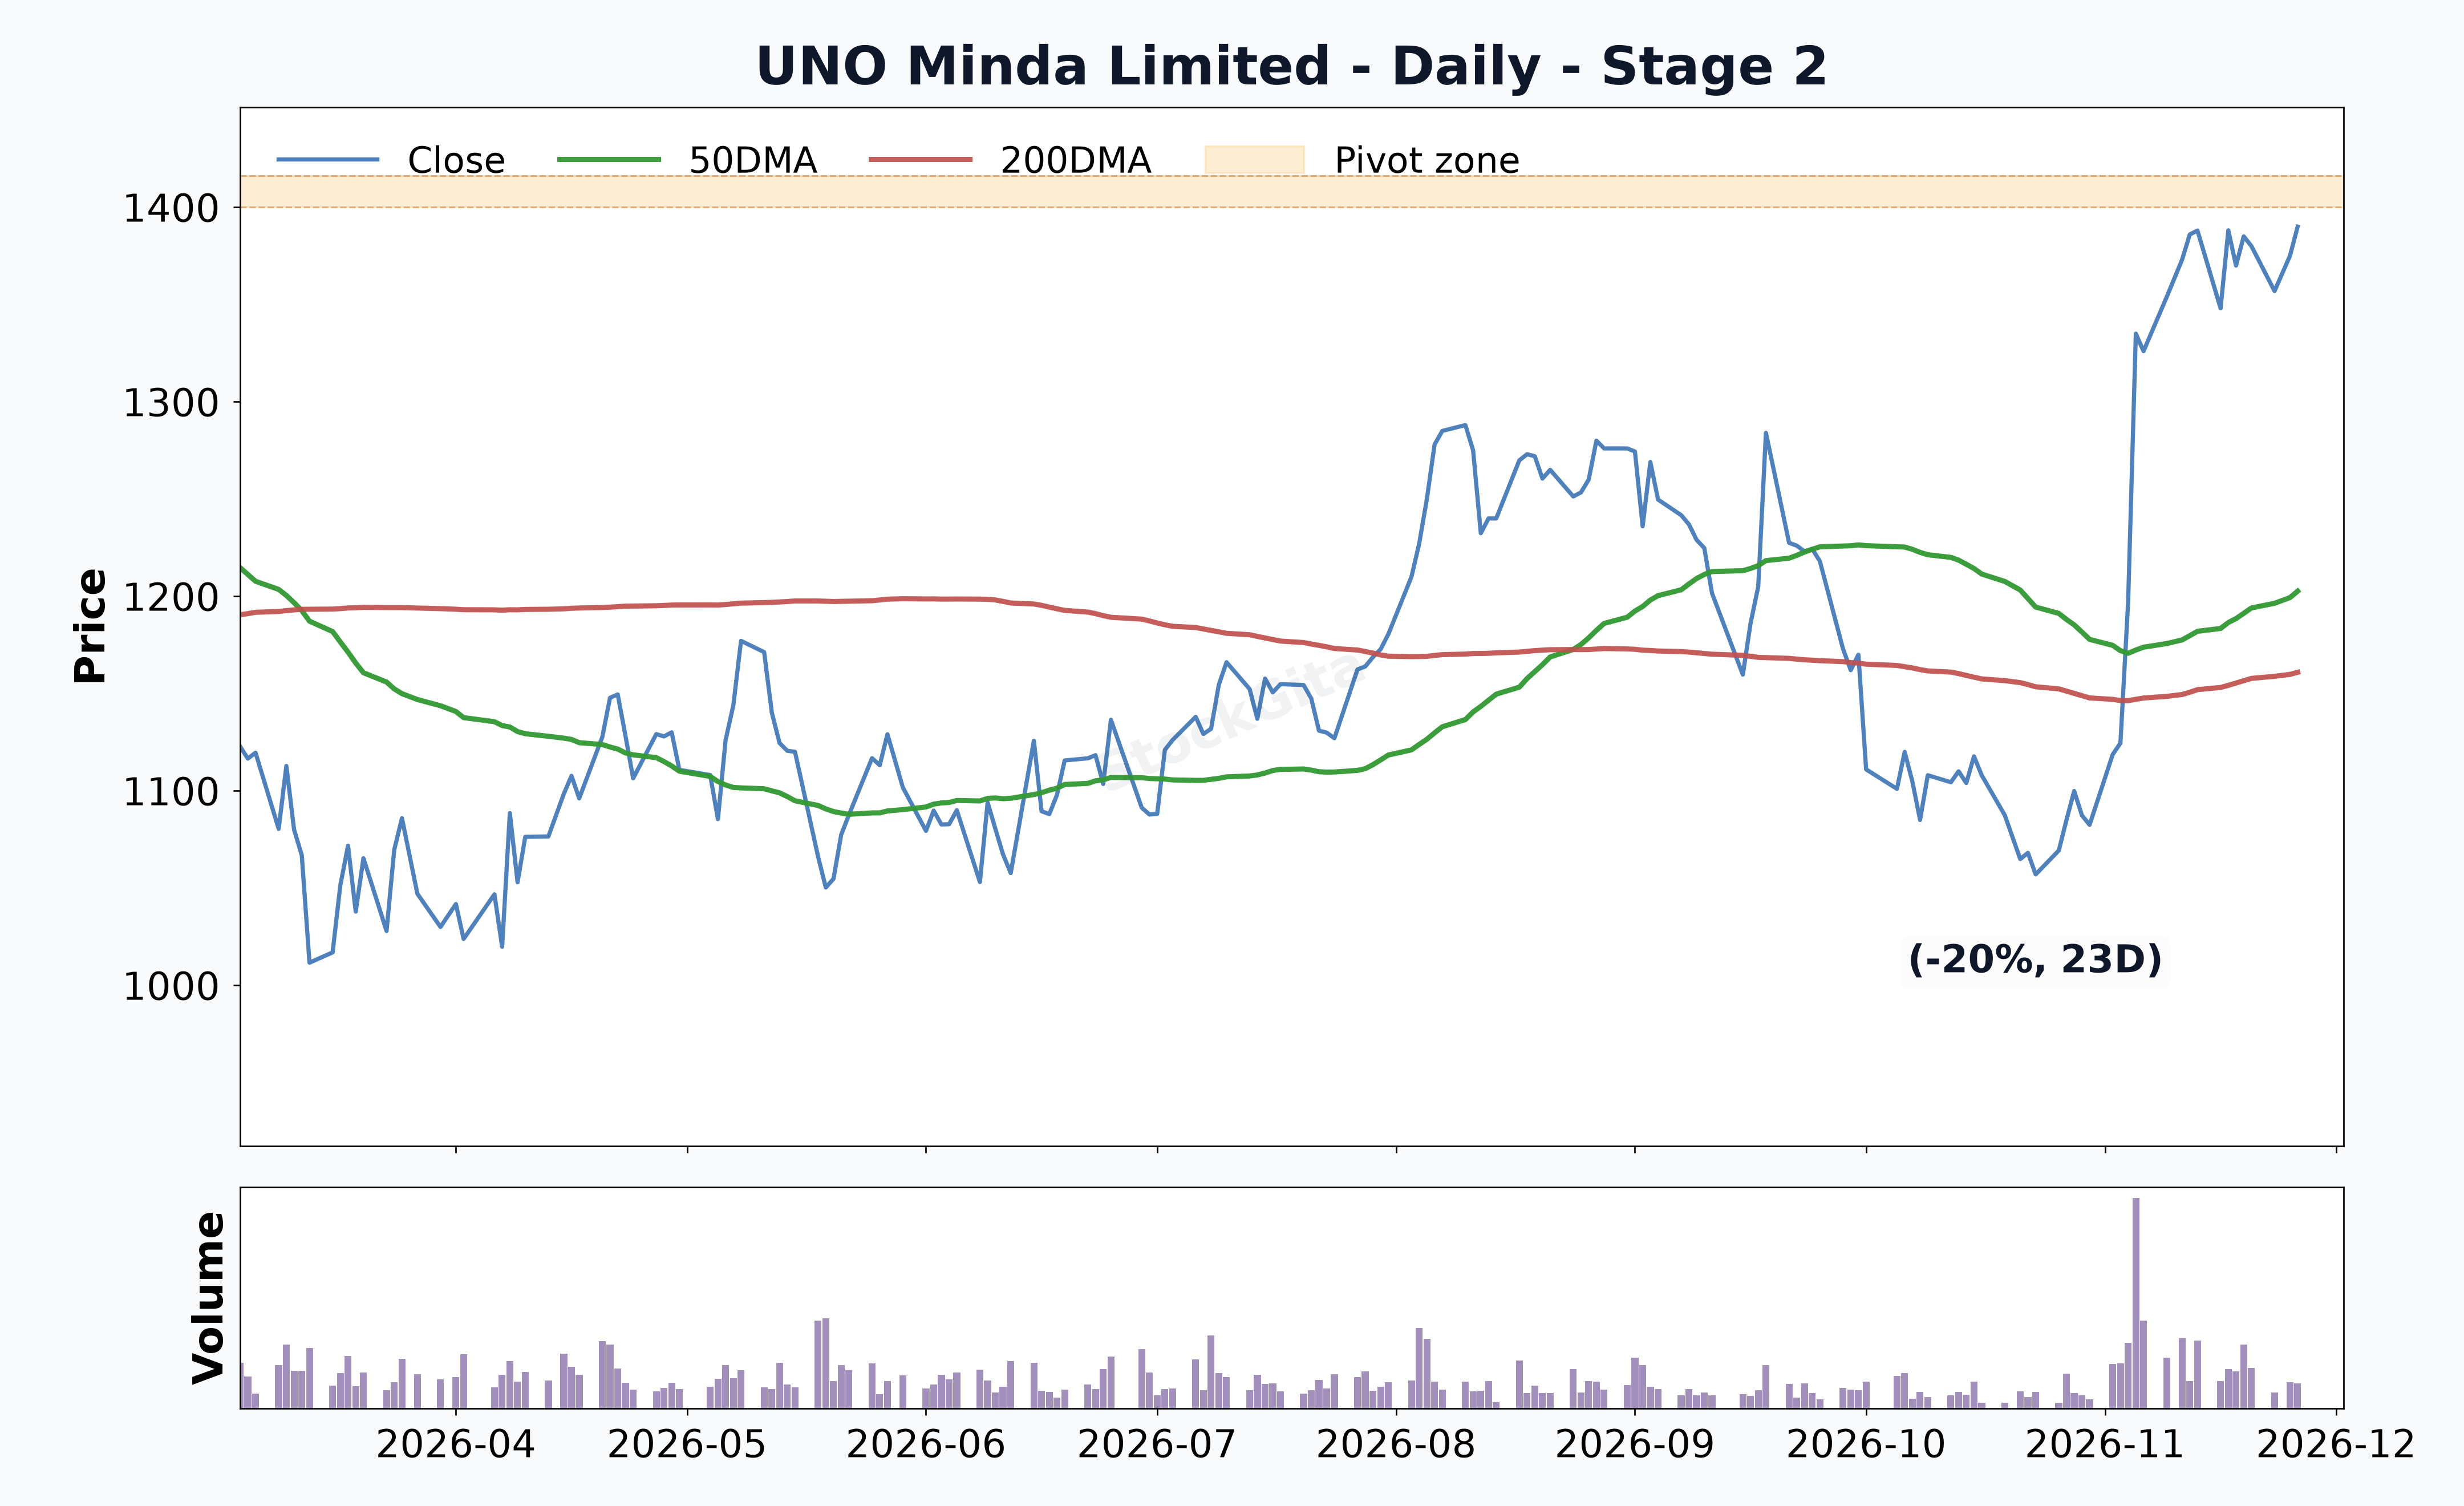 UNO Minda Limited - Daily - Stage 2
Close 50DMA 200DMA Pivot zone
1400
1300
1200
1100
1000
Price
StockGita
(-20%, 23D)
Volume
2026-04 2026-05 2026-06 2026-07 2026-08 2026-09 2026-10 2026-11 2026-12